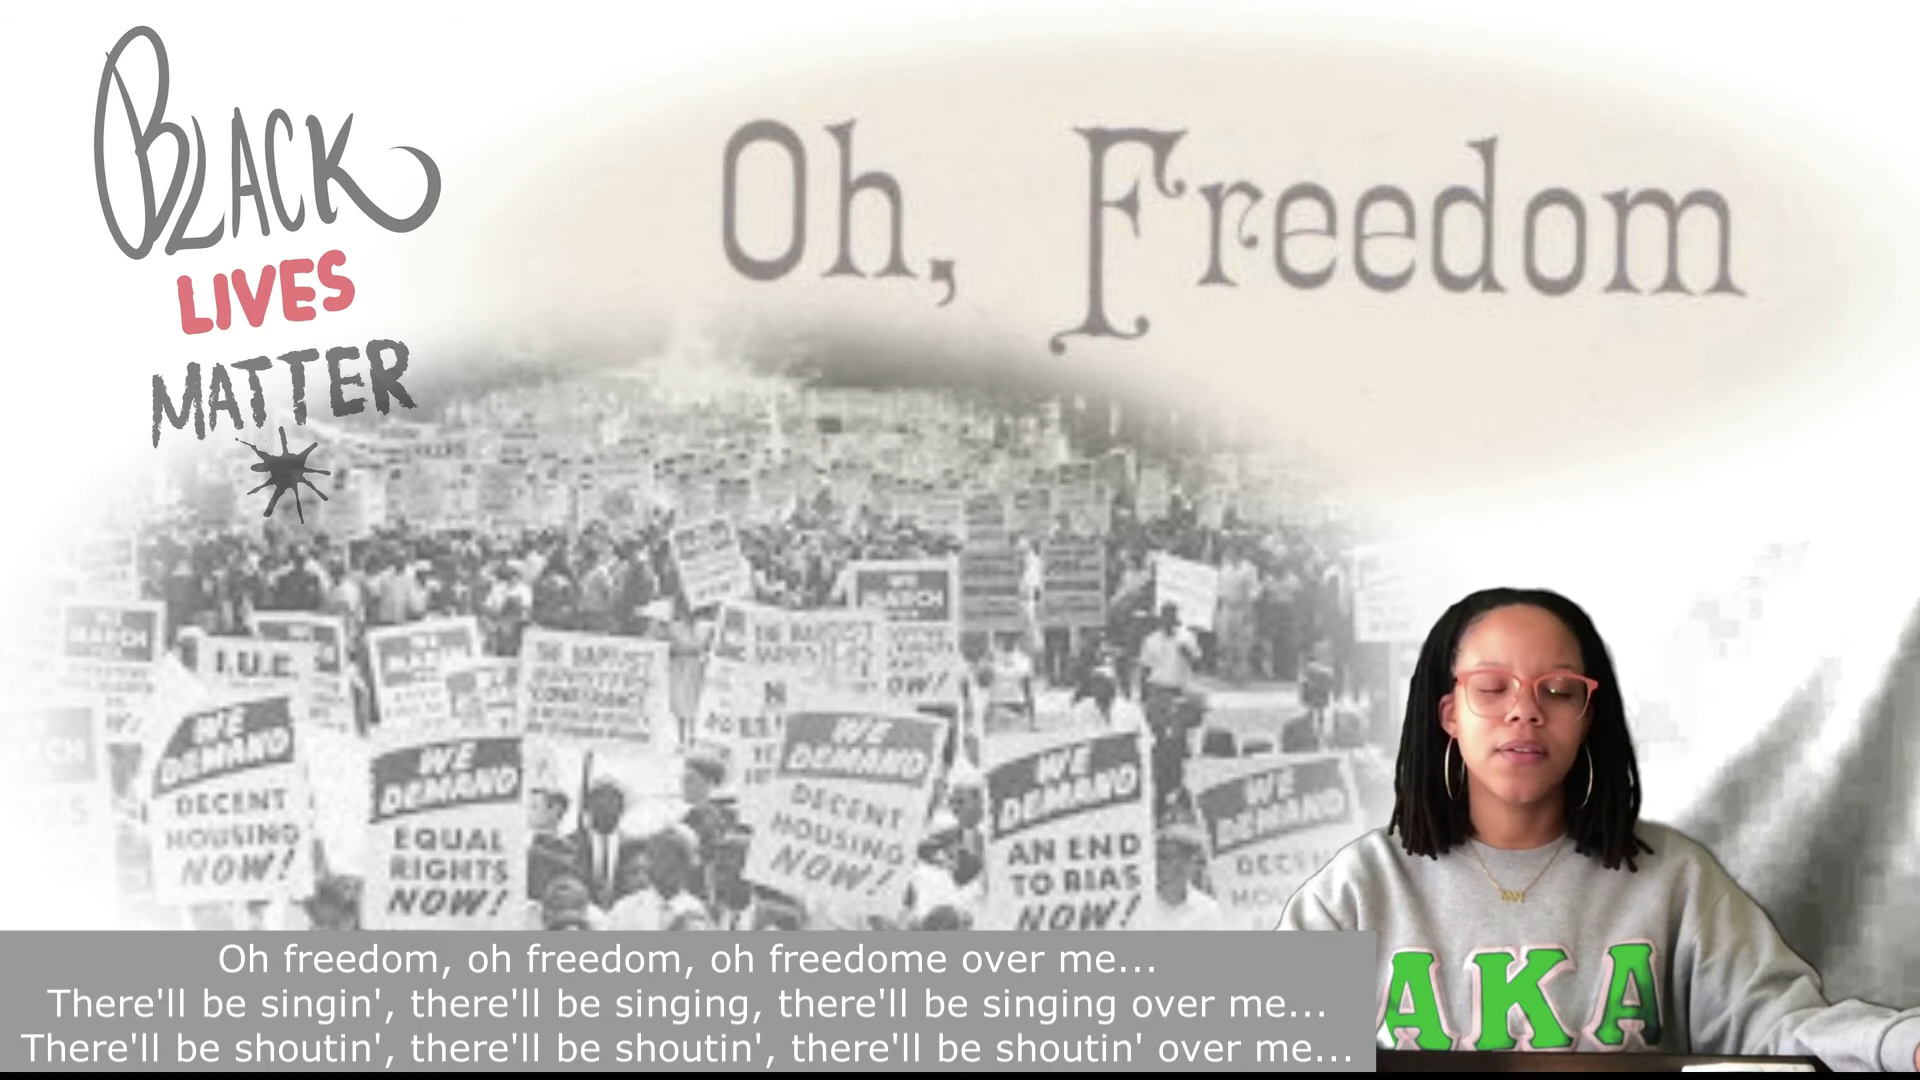 BLACK
LIVES
MATTER
Oh, Freedom
WE
MARCH
MARCH
I.U.E.
THE BAPTIST
WE
DEMAND
DECENT
HOUSING
NOW!
WE
DEMAND
EQUAL
RIGHTS
NOW!
WE
DEMAND
DECENT
HOUSING
NOW!
WE
DEMAND
AN END
TO BIAS
NOW!
WE
DEMAND
AKA
Oh freedom, oh freedom, oh freedome over me...
There'll be singin', there'll be singing, there'll be singing over me...
There'll be shoutin', there'll be shoutin', there'll be shoutin' over me...